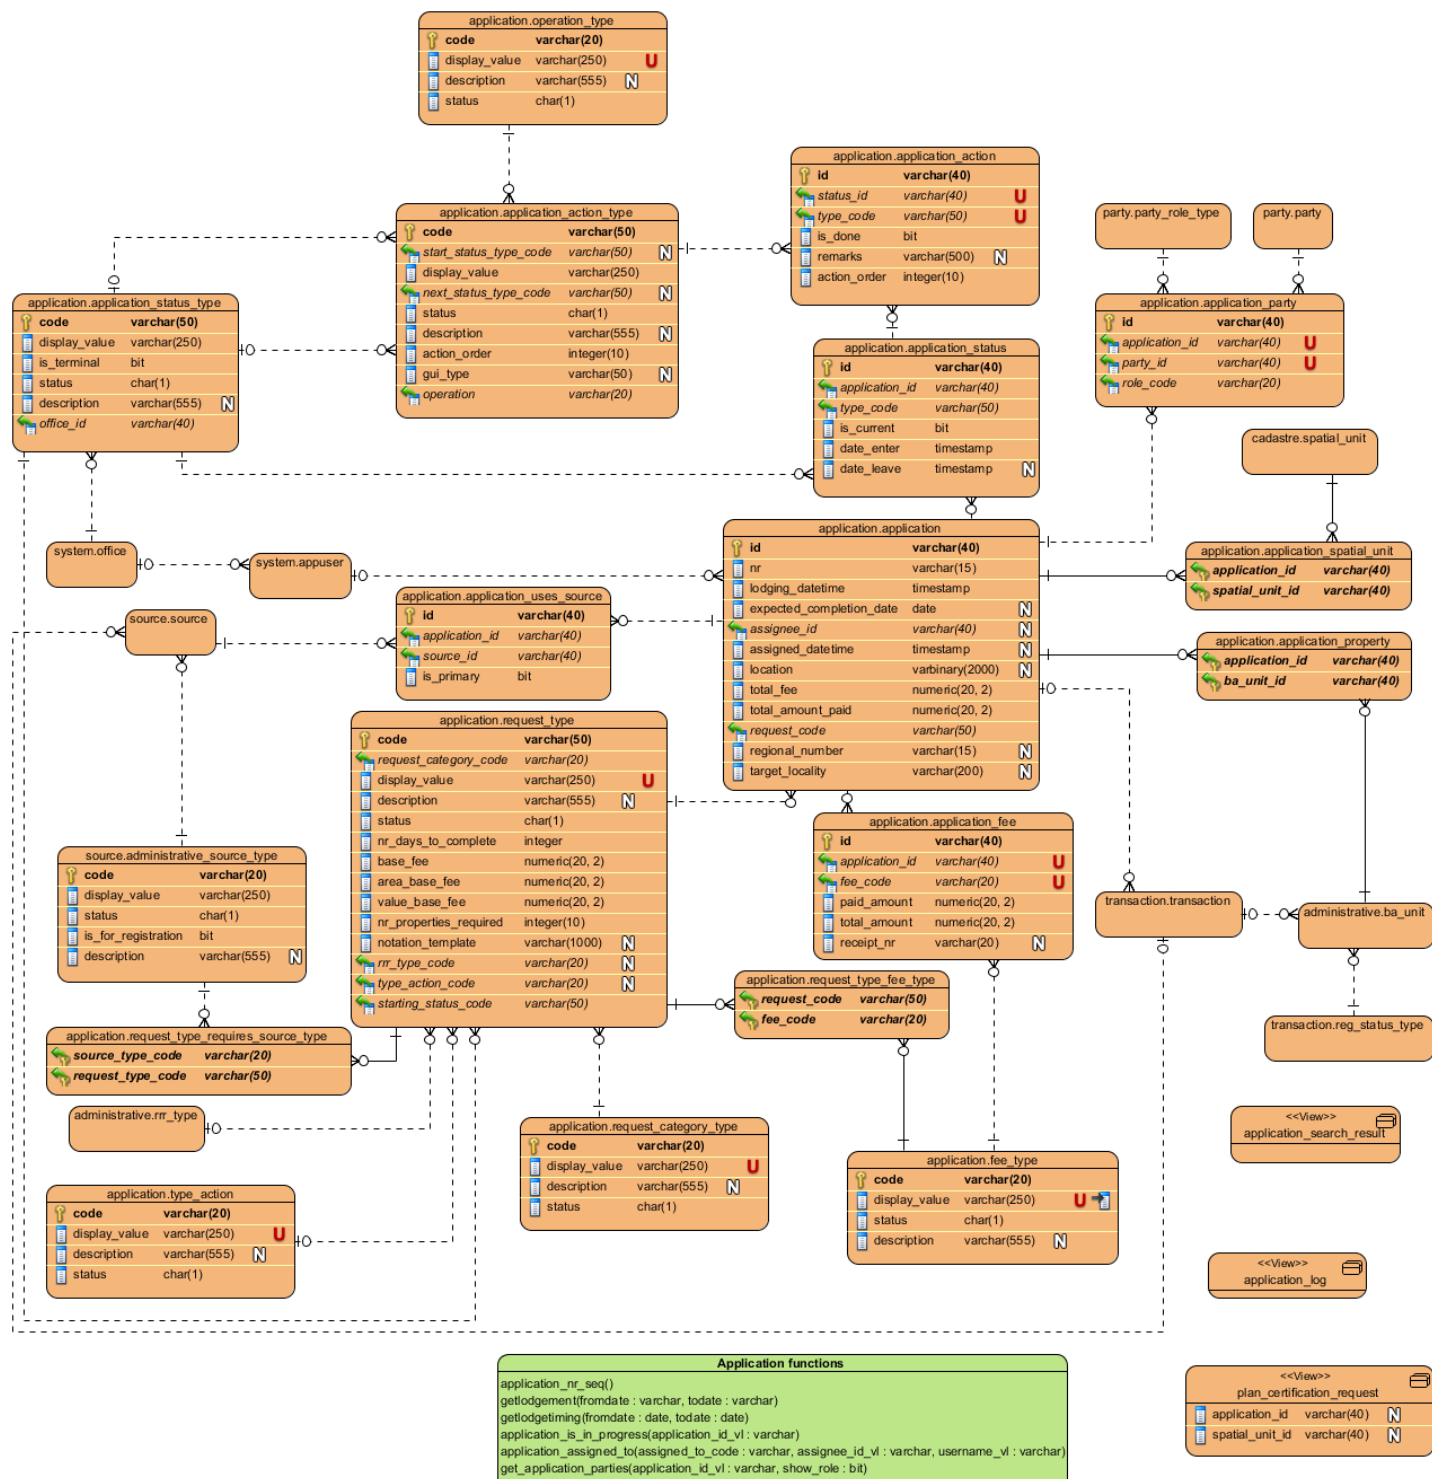 application.operation_type
code varchar(20)
display_value varchar(250) U
description varchar(555) N
status char(1)
application.application_action
id varchar(40)
status_id varchar(40) U
type_code varchar(50) U
is_done bit
remarks varchar(500) N
action_order integer(10)
application.application_action_type
code varchar(50)
start_status_type_code varchar(50) N
display_value varchar(250)
next_status_type_code varchar(50) N
status char(1)
description varchar(555) N
action_order integer(10)
gui_type varchar(50) N
operation varchar(20)
party.party_role_type
party.party
application.application_status_type
code varchar(50)
display_value varchar(250)
is_terminal bit
status char(1)
description varchar(555) N
office_id varchar(40)
application.application_party
id varchar(40)
application_id varchar(40) U
party_id varchar(40) U
role_code varchar(20)
application.application_status
id varchar(40)
application_id varchar(40)
type_code varchar(50)
is_current bit
date_enter timestamp
date_leave timestamp N
cadastre.spatial_unit
application.application
id varchar(40)
nr varchar(15)
lodging_datetime timestamp
expected_completion_date date N
assignee_id varchar(40) N
assigned_datetime timestamp N
location varbinary(2000) N
total_fee numeric(20, 2)
total_amount_paid numeric(20, 2)
request_code varchar(50)
regional_number varchar(15) N
target_locality varchar(200) N
system.office
system.appuser
application.application_spatial_unit
application_id varchar(40)
spatial_unit_id varchar(40)
application.application_uses_source
id varchar(40)
application_id varchar(40)
source_id varchar(40)
is_primary bit
source.source
application.application_property
application_id varchar(40)
ba_unit_id varchar(40)
application.request_type
code varchar(50)
request_category_code varchar(20)
display_value varchar(250) U
description varchar(555) N
status char(1)
nr_days_to_complete integer
base_fee numeric(20, 2)
area_base_fee numeric(20, 2)
value_base_fee numeric(20, 2)
nr_properties_required integer(10)
notation_template varchar(1000) N
rrr_type_code varchar(20) N
type_action_code varchar(20) N
starting_status_code varchar(50)
application.application_fee
id varchar(40)
application_id varchar(40) U
fee_code varchar(20) U
paid_amount numeric(20, 2)
total_amount numeric(20, 2)
receipt_nr varchar(20) N
source.administrative_source_type
code varchar(20)
display_value varchar(250)
status char(1)
is_for_registration bit
description varchar(555) N
transaction.transaction
administrative.ba_unit
application.request_type_fee_type
request_code varchar(50)
fee_code varchar(20)
transaction.reg_status_type
application.request_type_requires_source_type
source_type_code varchar(20)
request_type_code varchar(50)
administrative.rrr_type
application.request_category_type
code varchar(20)
display_value varchar(250) U
description varchar(555) N
status char(1)
<<View>>
application_search_result
application.fee_type
code varchar(20)
display_value varchar(250) U
status char(1)
description varchar(555) N
application.type_action
code varchar(20)
display_value varchar(250) U
description varchar(555) N
status char(1)
<<View>>
application_log
Application functions
application_nr_seq()
getlodgement(fromdate : varchar, todate : varchar)
getlodgetiming(fromdate : date, todate : date)
application_is_in_progress(application_id_vl : varchar)
application_assigned_to(assigned_to_code : varchar, assignee_id_vl : varchar, username_vl : varchar)
get_application_parties(application_id_vl : varchar, show_role : bit)
<<View>>
plan_certification_request
application_id varchar(40) N
spatial_unit_id varchar(40) N